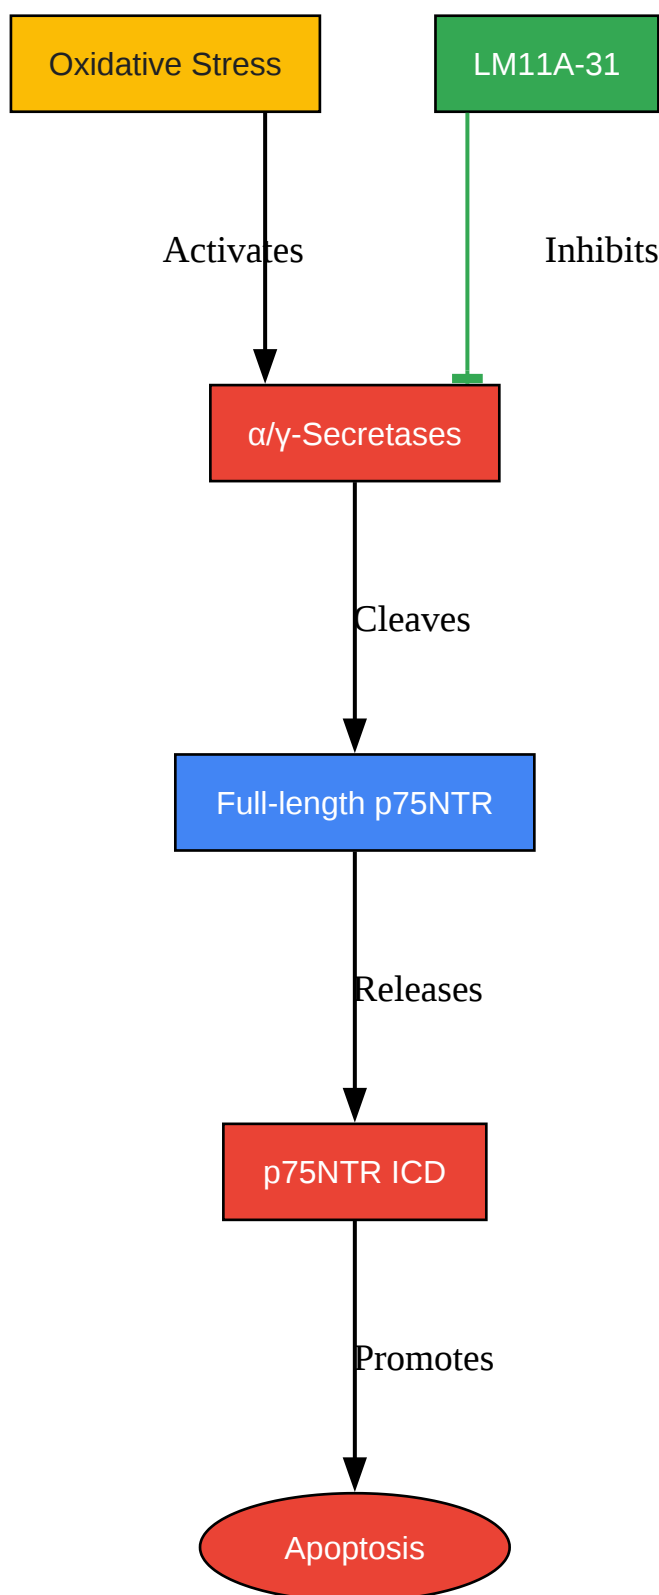 Oxidative Stress
LM11A-31
Activates
Inhibits
α/γ-Secretases
Cleaves
Full-length p75NTR
Releases
p75NTR ICD
Promotes
Apoptosis